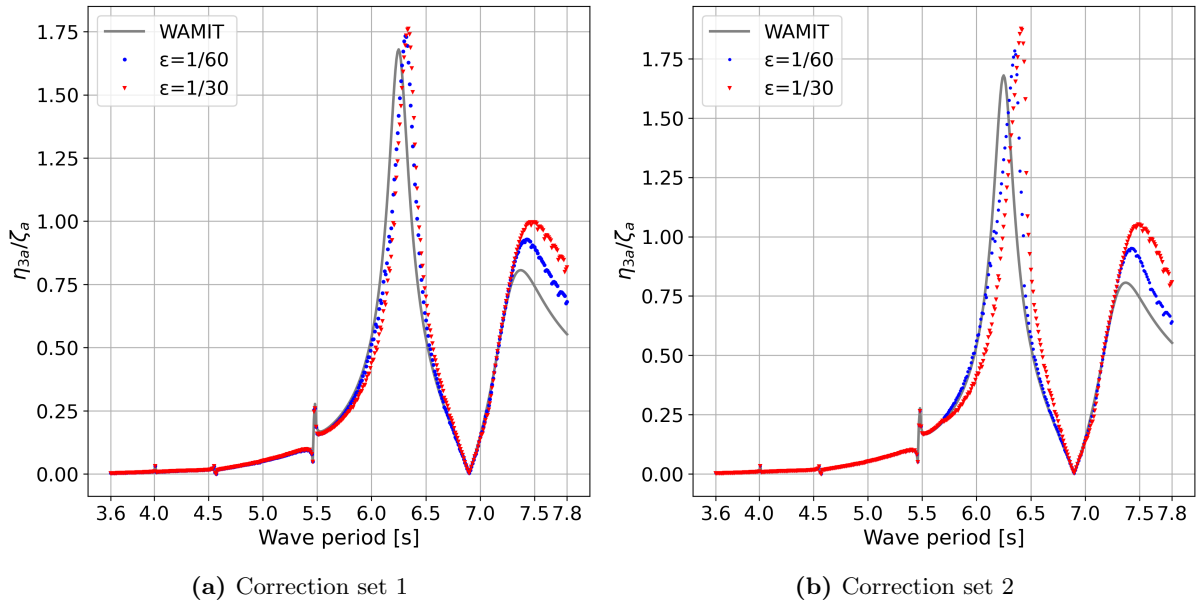 1.75
1.50
1.25
1.00
0.75
0.50
0.25
0.00
η3a/ζa
WAMIT
ε=1/60
ε=1/30
3.6 4.0 4.5 5.0 5.5 6.0 6.5 7.0 7.5 7.8
Wave period [s]
(a) Correction set 1
1.75
1.50
1.25
1.00
0.75
0.50
0.25
0.00
η3a/ζa
WAMIT
ε=1/60
ε=1/30
3.6 4.0 4.5 5.0 5.5 6.0 6.5 7.0 7.5 7.8
Wave period [s]
(b) Correction set 2